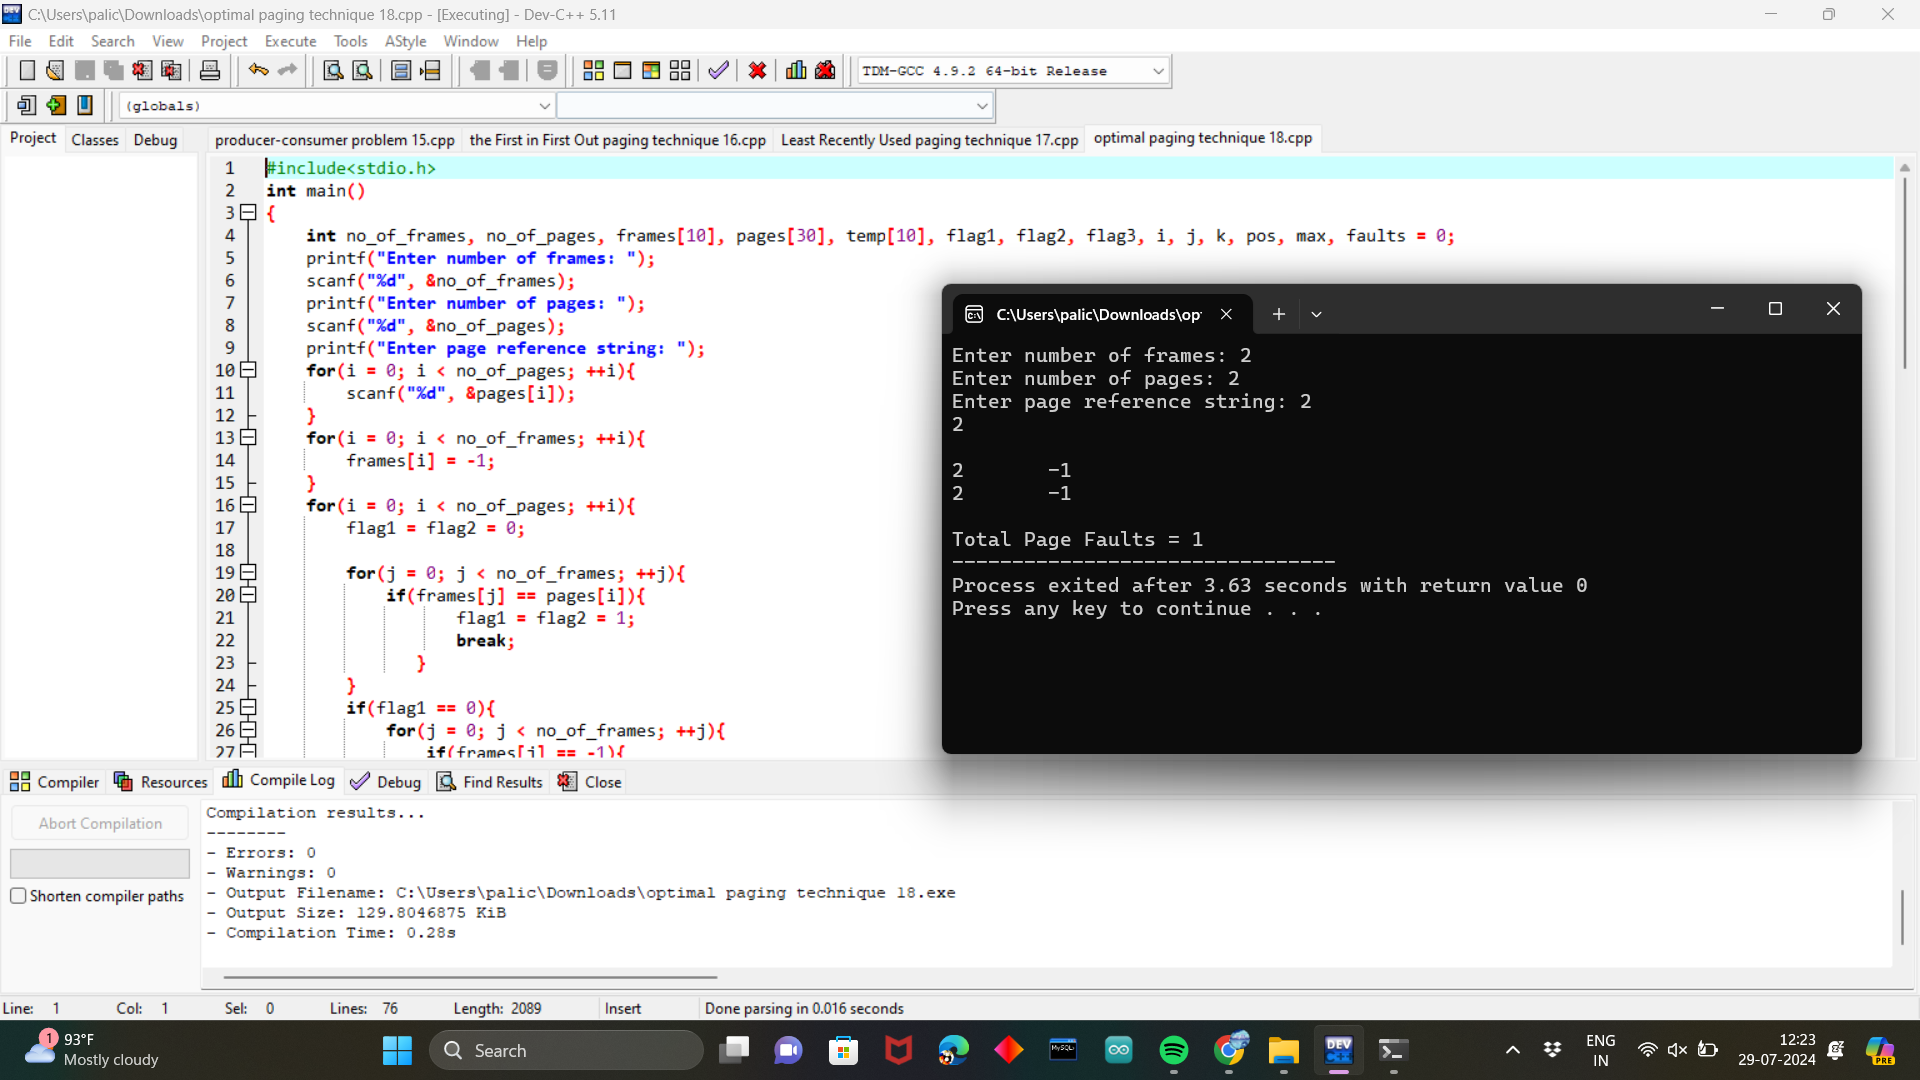 C:\Users\palic\Downloads\optimal paging technique 18.cpp - [Executing] - Dev-C++ 5.11
File Edit Search View Project Execute Tools AStyle Window Help
TDM-GCC 4.9.2 64-bit Release
(globals)
Project Classes Debug
producer-consumer problem 15.cpp the First in First Out paging technique 16.cpp Least Recently Used paging technique 17.cpp optimal paging technique 18.cpp
1 #include<stdio.h>
2 int main()
3 {
4 int no_of_frames, no_of_pages, frames[10], pages[30], temp[10], flag1, flag2, flag3, i, j, k, pos, max, faults = 0;
5 printf("Enter number of frames: ");
6 scanf("%d", &no_of_frames);
7 printf("Enter number of pages: ");
8 scanf("%d", &no_of_pages);
9 printf("Enter page reference string: ");
10 for(i = 0; i < no_of_pages; ++i){
11 scanf("%d", &pages[i]);
12 }
13 for(i = 0; i < no_of_frames; ++i){
14 frames[i] = -1;
15 }
16 for(i = 0; i < no_of_pages; ++i){
17 flag1 = flag2 = 0;
18
19 for(j = 0; j < no_of_frames; ++j){
20 if(frames[j] == pages[i]){
21 flag1 = flag2 = 1;
22 break;
23 }
24 }
25 if(flag1 == 0){
26 for(j = 0; j < no_of_frames; ++j){
27 if(frames[j] == -1){
C:\Users\palic\Downloads\op
Enter number of frames: 2
Enter number of pages: 2
Enter page reference string: 2
2
2 -1
2 -1
Total Page Faults = 1
--------------------------------
Process exited after 3.63 seconds with return value 0
Press any key to continue . . .
Compiler Resources Compile Log Debug Find Results Close
Abort Compilation
Shorten compiler paths
Compilation results...
--------
- Errors: 0
- Warnings: 0
- Output Filename: C:\Users\palic\Downloads\optimal paging technique 18.exe
- Output Size: 129.8046875 KiB
- Compilation Time: 0.28s
Line: 1 Col: 1 Sel: 0 Lines: 76 Length: 2089 Insert Done parsing in 0.016 seconds
1
93°F
Mostly cloudy
Search
MySQL
DEV
C++
ENG
IN
12:23
29-07-2024
PRE